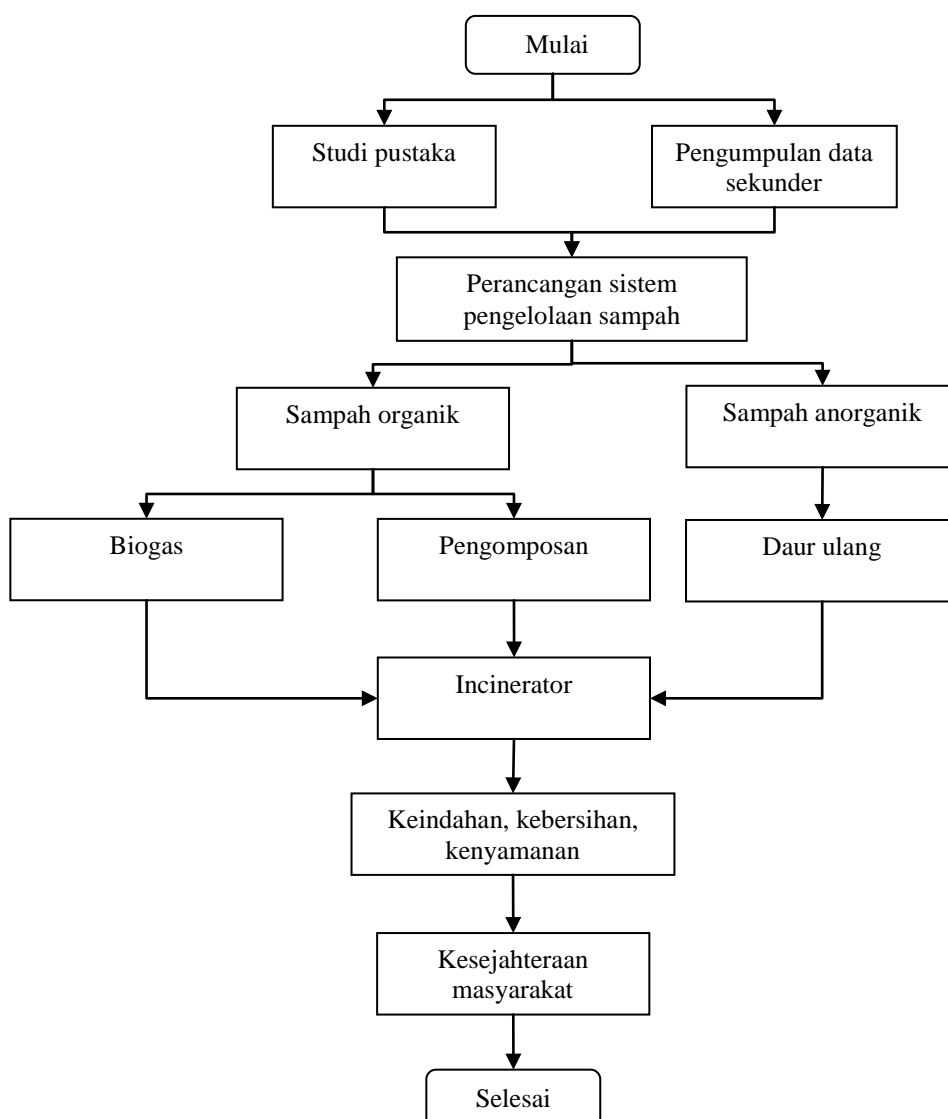 Mulai
Studi pustaka
Pengumpulan data
sekunder
Perancangan sistem
pengelolaan sampah
Sampah organik
Sampah anorganik
Biogas
Pengomposan
Daur ulang
Incinerator
Keindahan, kebersihan,
kenyamanan
Kesejahteraan
masyarakat
Selesai